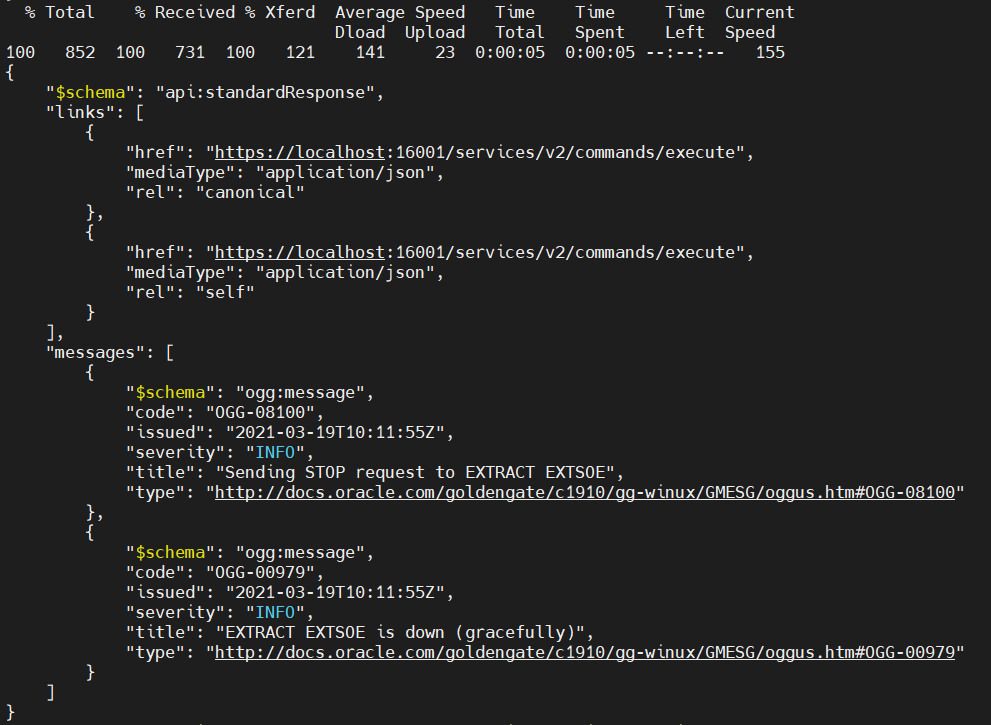 % Total    % Received % Xferd  Average Speed   Time    Time     Time  Current
                                 Dload  Upload   Total   Spent    Left  Speed
100   852  100   731  100   121    141     23  0:00:05  0:00:05 --:--:--   155
{
    "$schema": "api:standardResponse",
    "links": [
        {
            "href": "https://localhost:16001/services/v2/commands/execute",
            "mediaType": "application/json",
            "rel": "canonical"
        },
        {
            "href": "https://localhost:16001/services/v2/commands/execute",
            "mediaType": "application/json",
            "rel": "self"
        }
    ],
    "messages": [
        {
            "$schema": "ogg:message",
            "code": "OGG-08100",
            "issued": "2021-03-19T10:11:55Z",
            "severity": "INFO",
            "title": "Sending STOP request to EXTRACT EXTSOE",
            "type": "http://docs.oracle.com/goldengate/c1910/gg-winux/GMESG/oggus.htm#OGG-08100"
        },
        {
            "$schema": "ogg:message",
            "code": "OGG-00979",
            "issued": "2021-03-19T10:11:55Z",
            "severity": "INFO",
            "title": "EXTRACT EXTSOE is down (gracefully)",
            "type": "http://docs.oracle.com/goldengate/c1910/gg-winux/GMESG/oggus.htm#OGG-00979"
        }
    ]
}